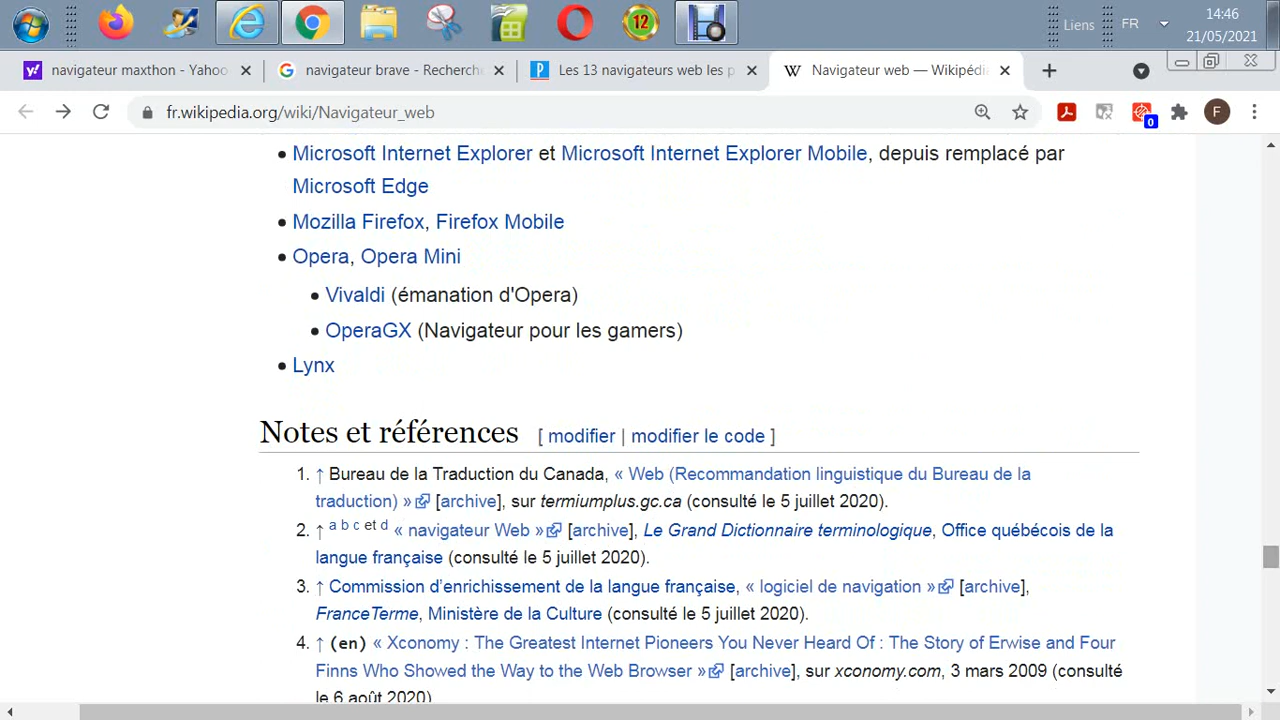 12
Liens
FR
14:46
21/05/2021
navigateur maxthon - Yahoo
navigateur brave - Recherche
Les 13 navigateurs web les p
Navigateur web — Wikipédia
fr.wikipedia.org/wiki/Navigateur_web
F
0
Microsoft Internet Explorer et Microsoft Internet Explorer Mobile, depuis remplacé par
Microsoft Edge
Mozilla Firefox, Firefox Mobile
Opera, Opera Mini
Vivaldi (émanation d'Opera)
OperaGX (Navigateur pour les gamers)
Lynx
Notes et références [ modifier | modifier le code ]
1. ↑ Bureau de la Traduction du Canada, « Web (Recommandation linguistique du Bureau de la
traduction) » [archive], sur termiumplus.gc.ca (consulté le 5 juillet 2020).
2. ↑ a b c et d « navigateur Web » [archive], Le Grand Dictionnaire terminologique, Office québécois de la
langue française (consulté le 5 juillet 2020).
3. ↑ Commission d’enrichissement de la langue française, « logiciel de navigation » [archive],
FranceTerme, Ministère de la Culture (consulté le 5 juillet 2020).
4. ↑ (en) « Xconomy : The Greatest Internet Pioneers You Never Heard Of : The Story of Erwise and Four
Finns Who Showed the Way to the Web Browser » [archive], sur xconomy.com, 3 mars 2009 (consulté
le 6 août 2020)